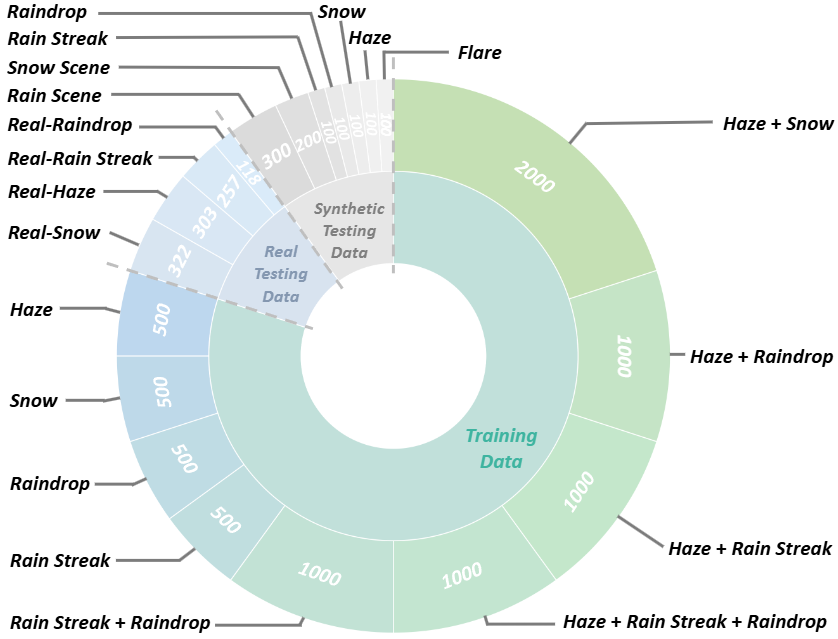 Raindrop
Snow
Rain Streak
Haze
Flare
Snow Scene
Rain Scene
Real-Raindrop
Real-Rain Streak
Real-Haze
Real-Snow
Haze
Snow
Raindrop
Rain Streak
Rain Streak + Raindrop
Haze + Snow
Haze + Raindrop
Haze + Rain Streak
Haze + Rain Streak + Raindrop
300
200
100
100
100
100
100
118
257
303
322
500
500
500
500
1000
1000
1000
1000
2000
Synthetic
Testing
Data
Real
Testing
Data
Training
Data